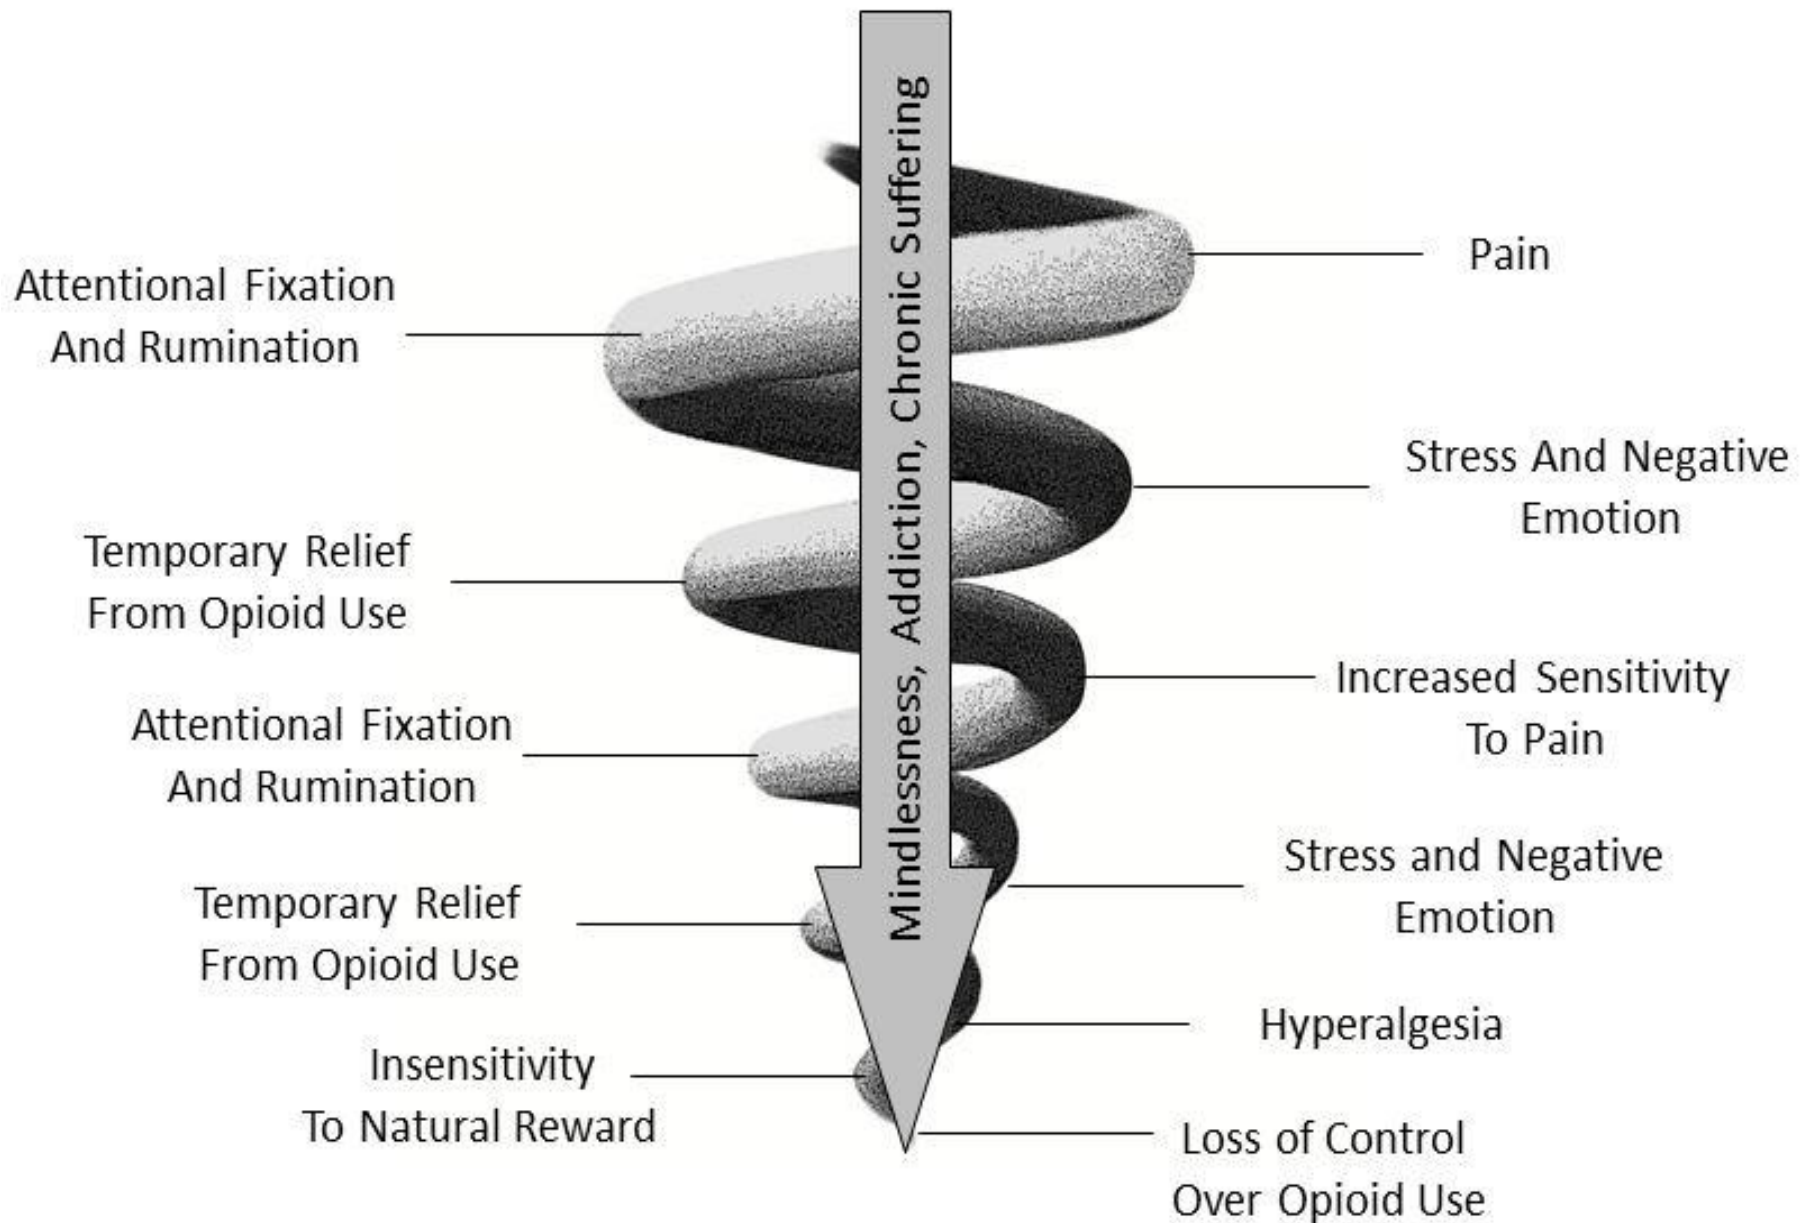 Mindlessness, Addiction, Chronic Suffering
Pain
Attentional Fixation
And Rumination
Stress And Negative
Emotion
Temporary Relief
From Opioid Use
Increased Sensitivity
To Pain
Attentional Fixation
And Rumination
Stress and Negative
Emotion
Temporary Relief
From Opioid Use
Hyperalgesia
Insensitivity
To Natural Reward
Loss of Control
Over Opioid Use